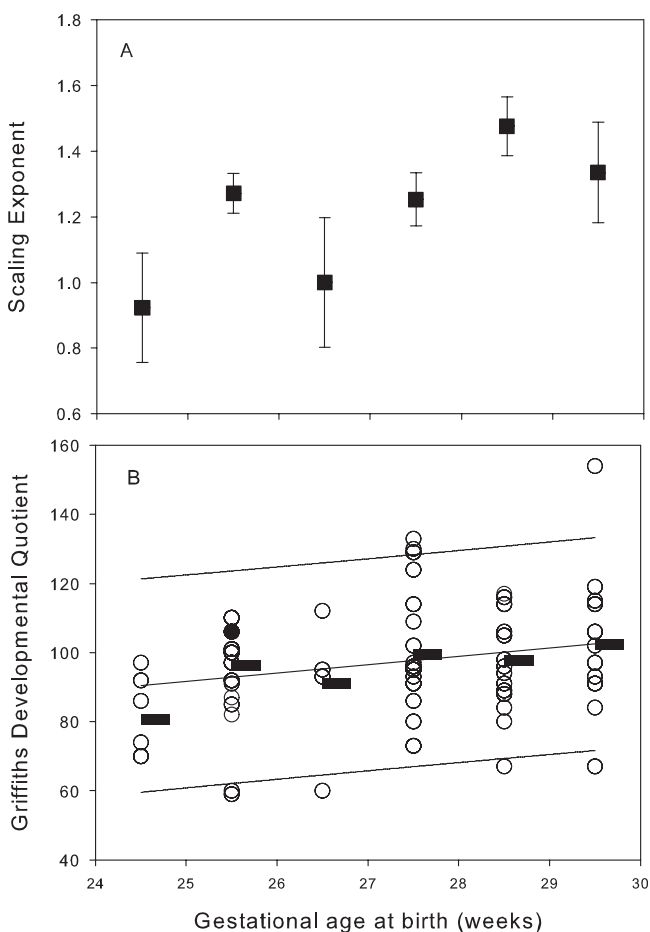 A
Scaling Exponent
1.8
1.6
1.4
1.2
1.0
0.8
0.6
B
Griffiths Developmental Quotient
160
140
120
100
80
60
40
24 25 26 27 28 29 30
Gestational age at birth (weeks)